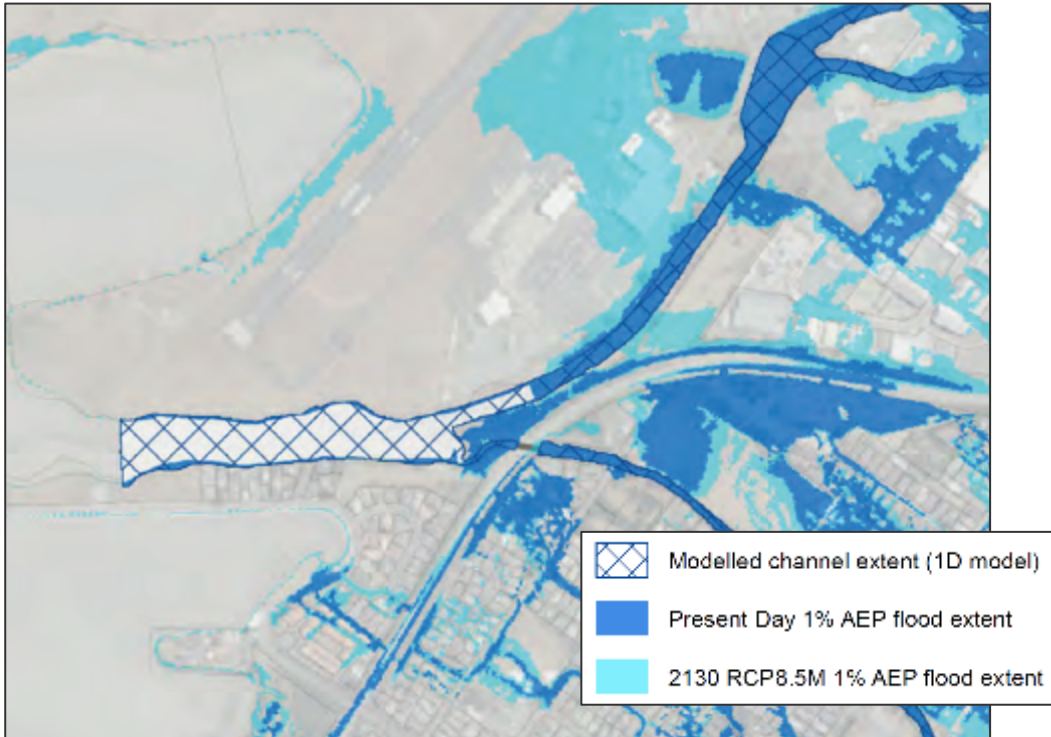 Modelled channel extent (1D model)
Present Day 1% AEP flood extent
2130 RCP8.5M 1% AEP flood extent